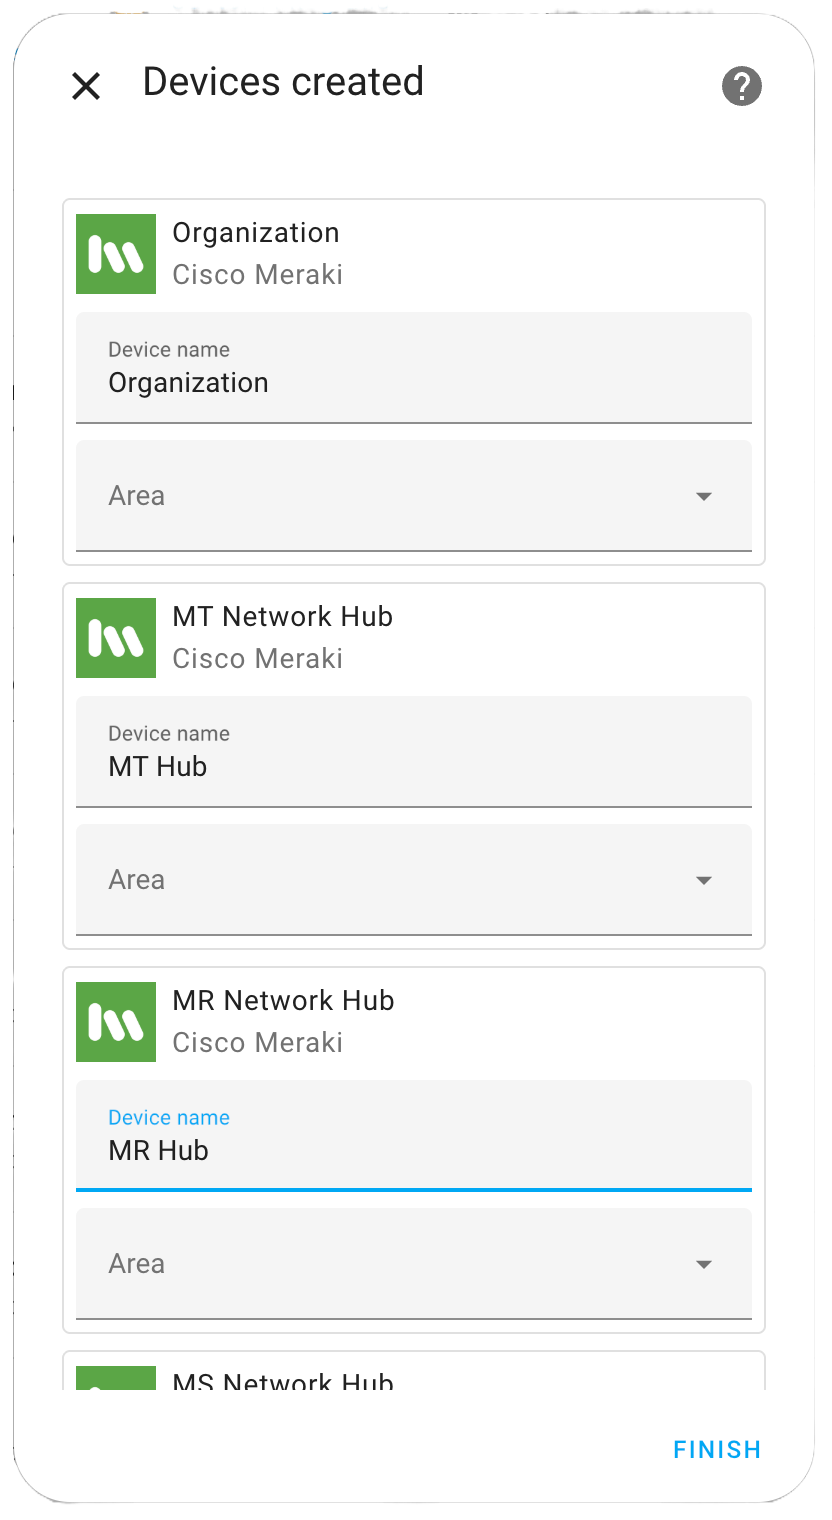 Devices created
Organization
Cisco Meraki
Device name
Organization
Area
MT Network Hub
Cisco Meraki
Device name
MT Hub
Area
MR Network Hub
Cisco Meraki
Device name
MR Hub
Area
MS Network Hub
FINISH